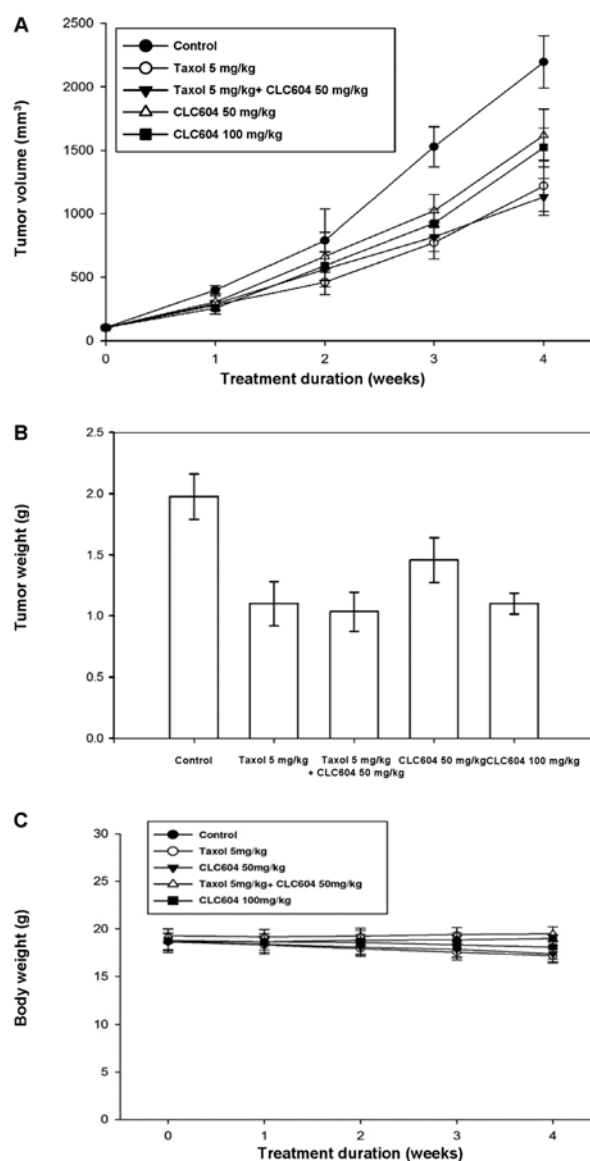 A
Control
Taxol 5 mg/kg
Taxol 5 mg/kg+ CLC604 50 mg/kg
CLC604 50 mg/kg
CLC604 100 mg/kg
Tumor volume (mm³)
2500
2000
1500
1000
500
0
0 1 2 3 4
Treatment duration (weeks)
B
Tumor weight (g)
2.5
2.0
1.5
1.0
0.5
0.0
Control Taxol 5 mg/kg Taxol 5 mg/kg CLC604 50 mg/kg CLC604 100 mg/kg
+ CLC604 50 mg/kg
C
Control
Taxol 5mg/kg
CLC604 50mg/kg
Taxol 5mg/kg+ CLC604 50mg/kg
CLC604 100mg/kg
Body weight (g)
30
25
20
15
10
5
0
0 1 2 3 4
Treatment duration (weeks)